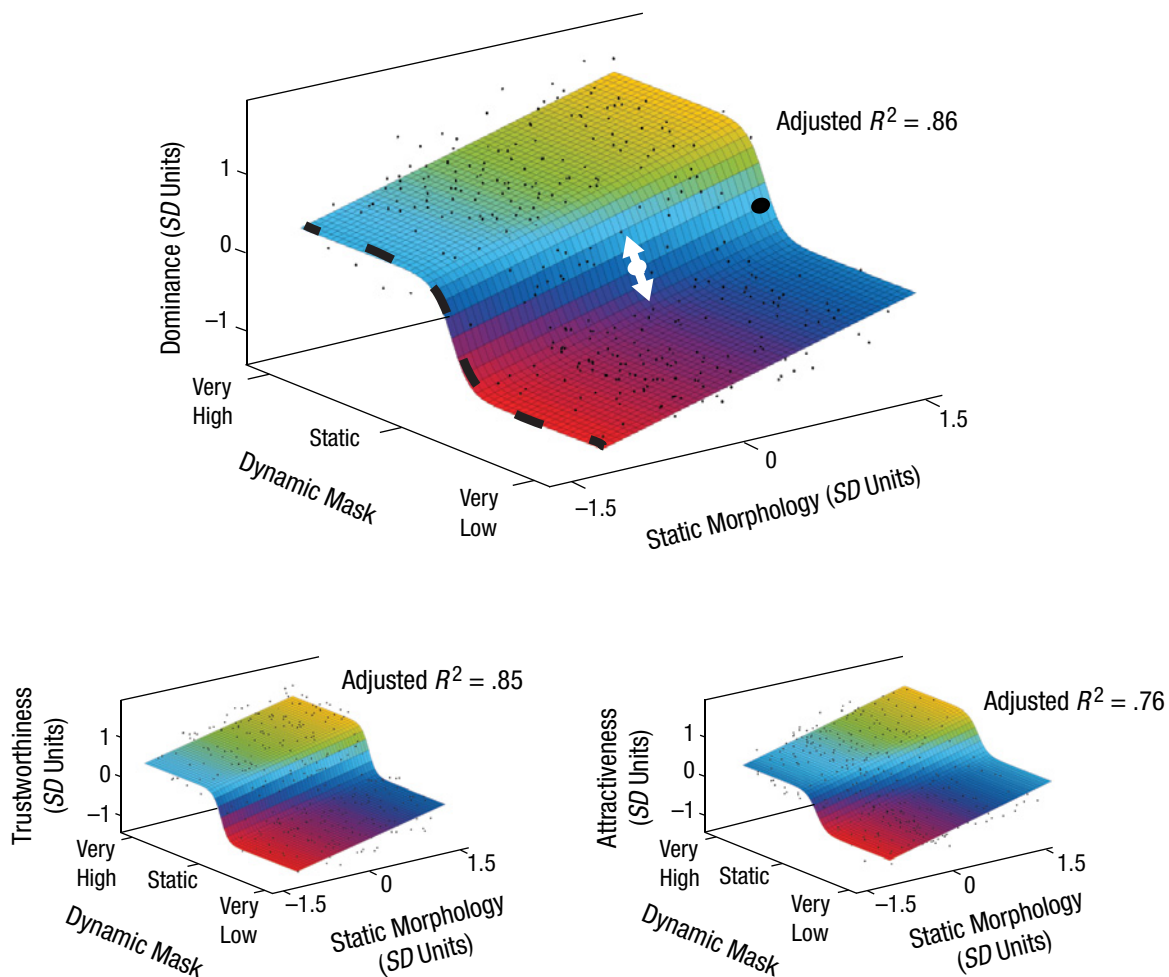 Adjusted R² = .86
Dominance (SD Units)
1
0
−1
Very
High
Static
Very
Low
Dynamic Mask
−1.5
0
1.5
Static Morphology (SD Units)
Adjusted R² = .85
Trustworthiness
(SD Units)
1
0
−1
Very
High
Static
Very
Low
Dynamic Mask
−1.5
0
1.5
Static Morphology
(SD Units)
Adjusted R² = .76
Attractiveness
(SD Units)
1
0
−1
Very
High
Static
Very
Low
Dynamic Mask
−1.5
0
1.5
Static Morphology
(SD Units)